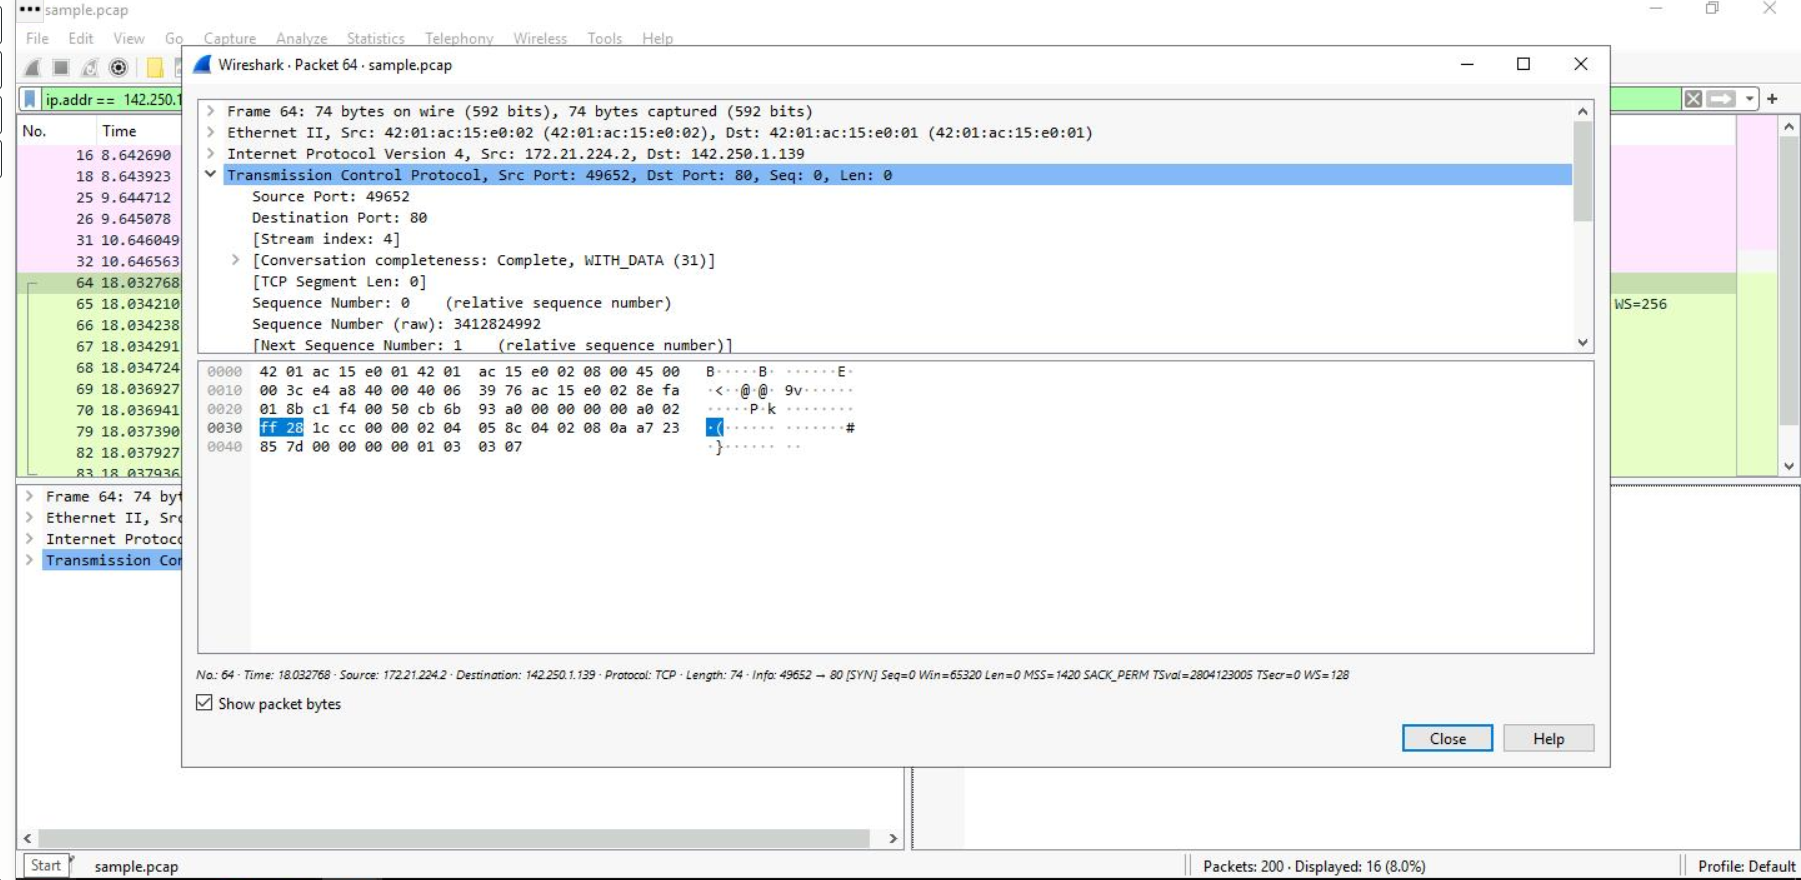 sample.pcap
File Edit View Go Capture Analyze Statistics Telephony Wireless Tools Help
Wireshark · Packet 64 · sample.pcap
ip.addr == 142.250.1
No. Time
16 8.642690
18 8.643923
25 9.644712
26 9.645078
31 10.646049
32 10.646563
64 18.032768
65 18.034210
WS=256
66 18.034238
67 18.034291
68 18.034724
69 18.036927
70 18.036941
79 18.037390
82 18.037927
83 18.037936
Frame 64: 74 bytes on wire (592 bits), 74 bytes captured (592 bits)
Ethernet II, Src: 42:01:ac:15:e0:02 (42:01:ac:15:e0:02), Dst: 42:01:ac:15:e0:01 (42:01:ac:15:e0:01)
Internet Protocol Version 4, Src: 172.21.224.2, Dst: 142.250.1.139
Transmission Control Protocol, Src Port: 49652, Dst Port: 80, Seq: 0, Len: 0
Source Port: 49652
Destination Port: 80
[Stream index: 4]
[Conversation completeness: Complete, WITH_DATA (31)]
[TCP Segment Len: 0]
Sequence Number: 0 (relative sequence number)
Sequence Number (raw): 3412824992
[Next Sequence Number: 1 (relative sequence number)]
0000 42 01 ac 15 e0 01 42 01 ac 15 e0 02 08 00 45 00 B·····B· ······E·
0010 00 3c e4 a8 40 00 40 06 39 76 ac 15 e0 02 8e fa ·<··@·@· 9v······
0020 01 8b c1 f4 00 50 cb 6b 93 a0 00 00 00 00 a0 02 ·····P·k ········
0030 ff 28 1c cc 00 00 02 04 05 8c 04 02 08 0a a7 23 ·(······ ·······#
0040 85 7d 00 00 00 00 01 03 03 07 ·}······ ··
No.: 64 · Time: 18.032768 · Source: 172.21.224.2 · Destination: 142.250.1.139 · Protocol: TCP · Length: 74 · Info: 49652 → 80 [SYN] Seq=0 Win=65320 Len=0 MSS=1420 SACK_PERM TSval=2804123005 TSecr=0 WS=128
Show packet bytes
Close Help
Frame 64: 74 byt
Ethernet II, Src
Internet Protoco
Transmission Con
Start sample.pcap
Packets: 200 · Displayed: 16 (8.0%)
Profile: Default